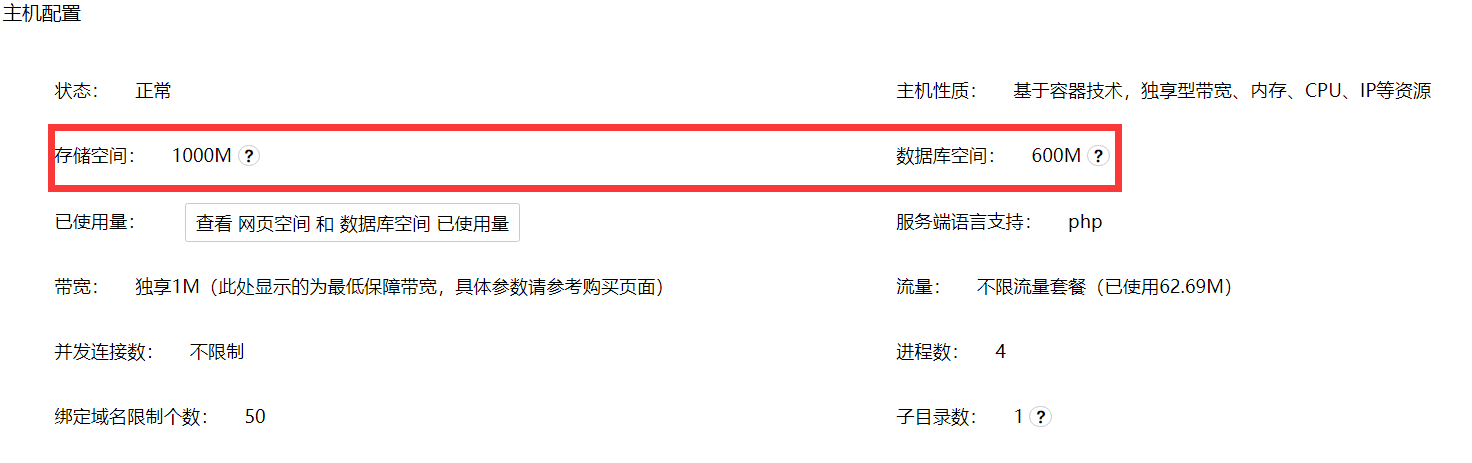 主机配置
状态： 正常 主机性质： 基于容器技术，独享型带宽、内存、CPU、IP等资源
存储空间： 1000M ? 数据库空间： 600M ?
已使用量： 查看 网页空间 和 数据库空间 已使用量 服务端语言支持： php
带宽： 独享1M（此处显示的为最低保障带宽，具体参数请参考购买页面） 流量： 不限流量套餐（已使用62.69M）
并发连接数： 不限制 进程数： 4
绑定域名限制个数： 50 子目录数： 1 ?